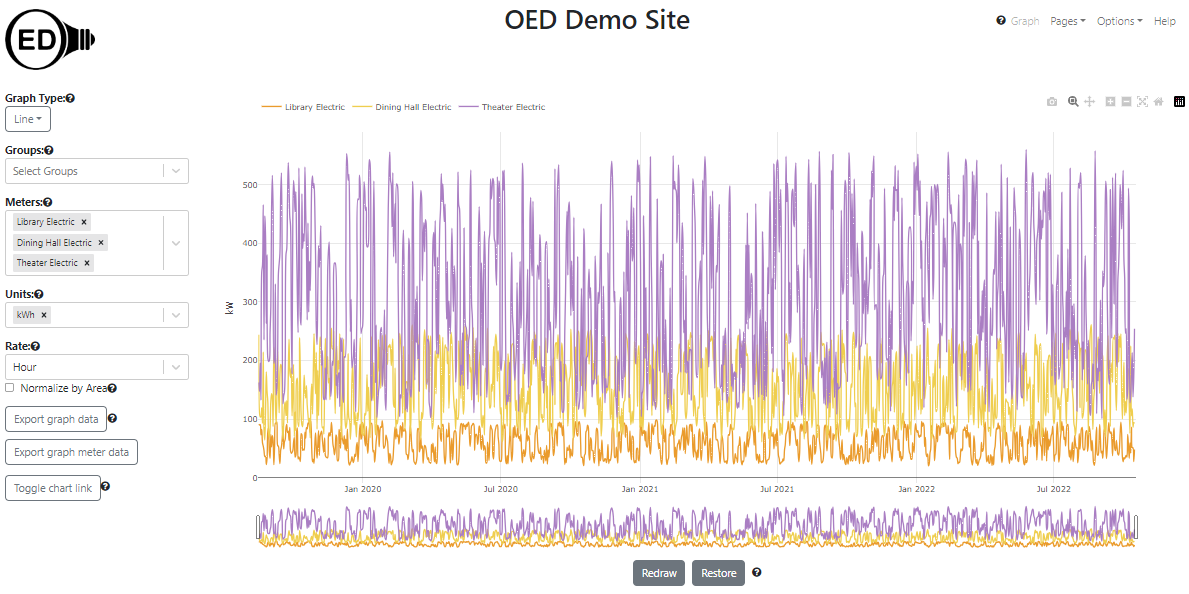 OED Demo Site
ED
Graph Pages Options Help
Graph Type:
Line
Groups:
Select Groups
Meters:
Library Electric ×
Dining Hall Electric ×
Theater Electric ×
Units:
kWh ×
Rate:
Hour
Normalize by Area
Export graph data
Export graph meter data
Toggle chart link
Library Electric Dining Hall Electric Theater Electric
kW
500
400
300
200
100
0
Jan 2020 Jul 2020 Jan 2021 Jul 2021 Jan 2022 Jul 2022
Redraw Restore